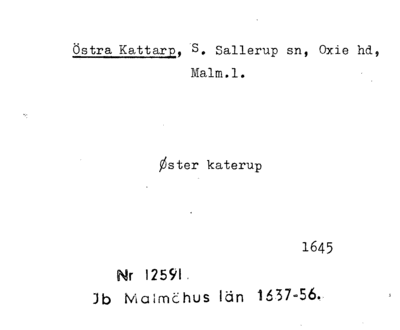 Östra Kattarp, S. Sallerup sn, Oxie hd,
Malm.l.
Øster katerup
1645
Nr 12591.
Jb Malmöhus län 1637-56.